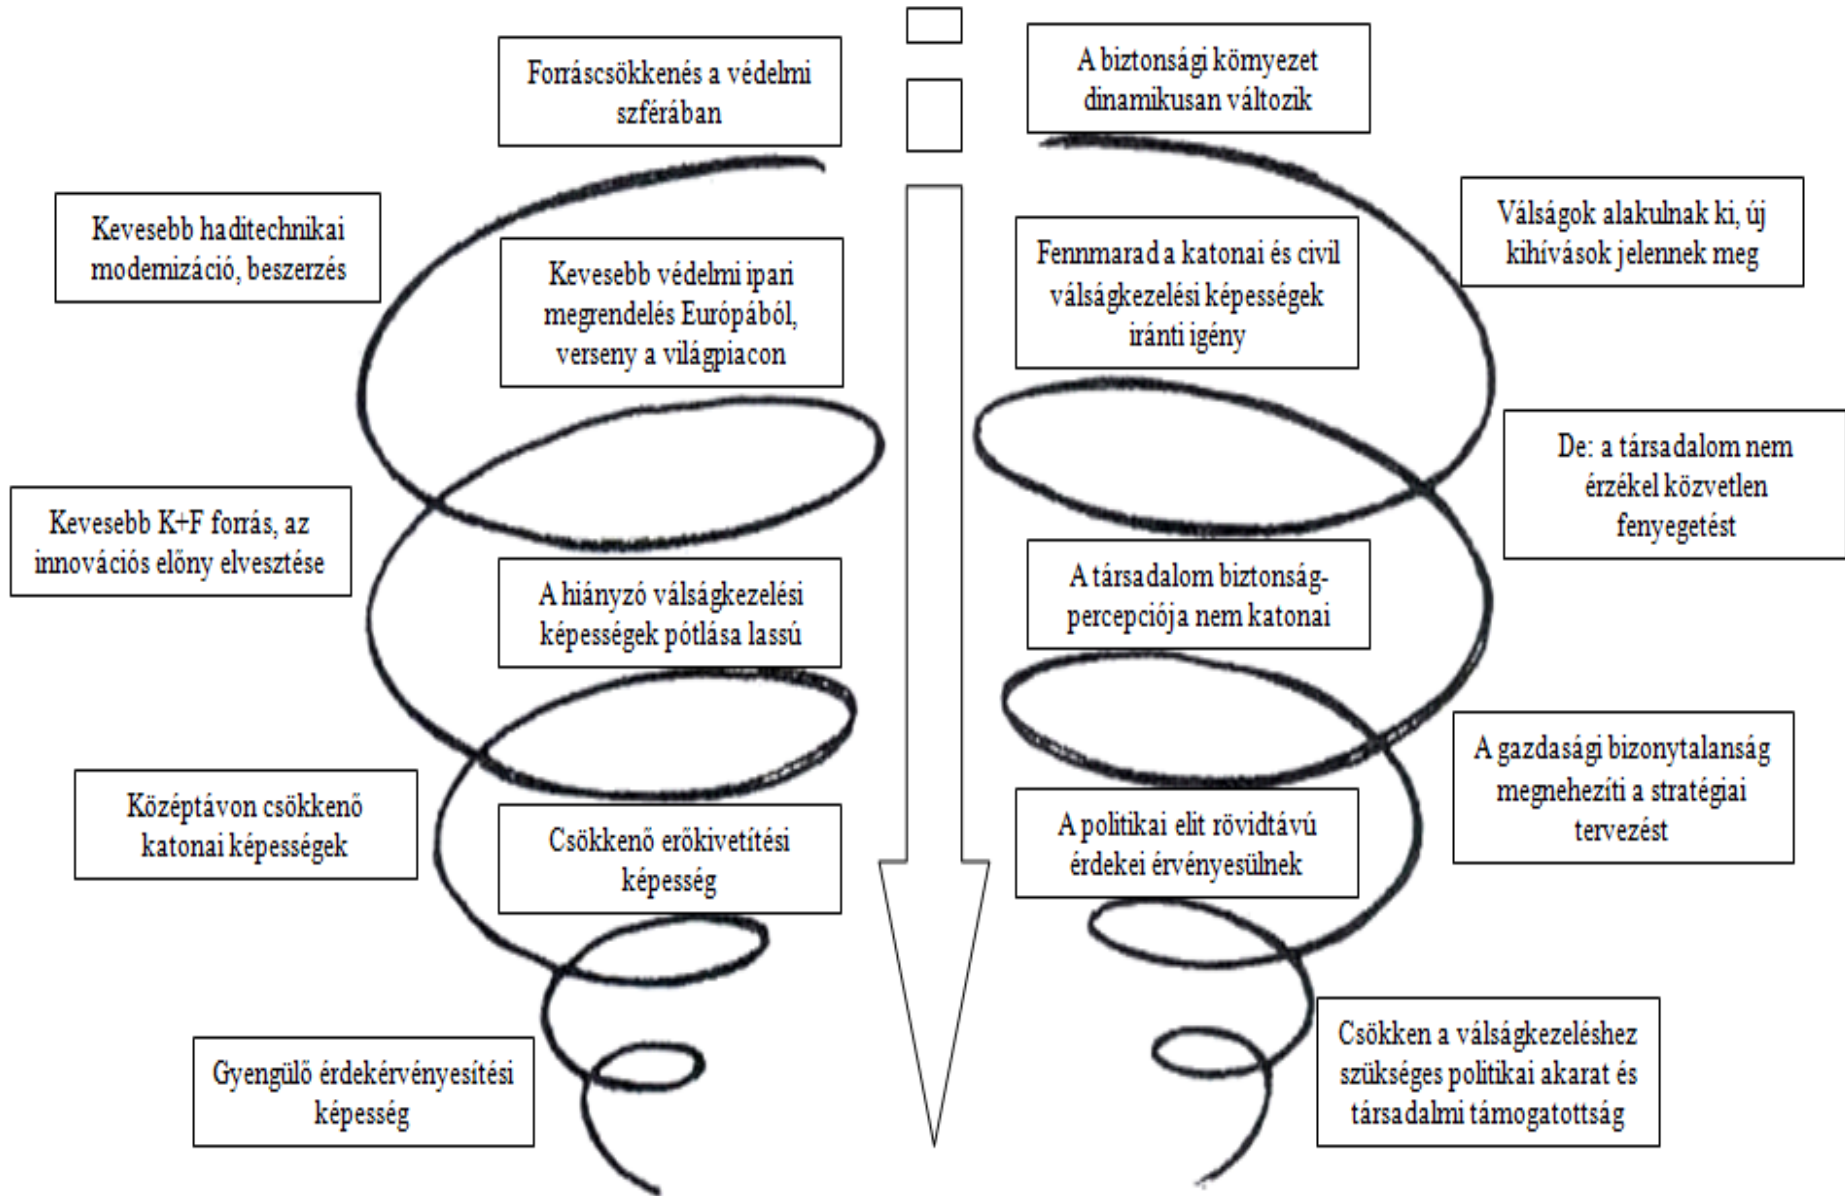 Forráscsökkenés a védelmi
szférában
Kevesebb haditechnikai
modernizáció, beszerzés
Kevesebb védelmi ipari
megrendelés Európából,
verseny a világpiacon
Kevesebb K+F forrás, az
innovációs előny elvesztése
A hiányzó válságkezelési
képességek pótlása lassú
Középtávon csökkenő
katonai képességek
Csökkenő erőkivetítési
képesség
Gyengülő érdekérvényesítési
képesség
A biztonsági környezet
dinamikusan változik
Válságok alakulnak ki, új
kihívások jelennek meg
Fennmarad a katonai és civil
válságkezelési képességek
iránti igény
De: a társadalom nem
érzékel közvetlen
fenyegetést
A társadalom biztonság-
percepciója nem katonai
A gazdasági bizonytalanság
megnehezíti a stratégiai
tervezést
A politikai elit rövidtávú
érdekei érvényesülnek
Csökken a válságkezeléshez
szükséges politikai akarat és
társadalmi támogatottság